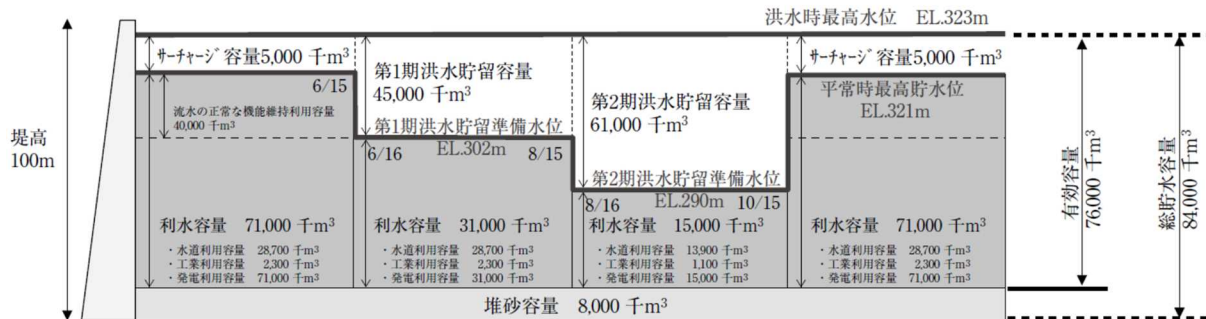 洪水時最高水位 EL.323m
サーチャージ容量5,000 千m³
6/15
流水の正常な機能維持利用容量
40,000 千m³
第1期洪水貯留容量
45,000 千m³
第1期洪水貯留準備水位
EL.302m
6/16
8/15
第2期洪水貯留容量
61,000 千m³
第2期洪水貯留準備水位
EL.290m
8/16
10/15
サーチャージ容量5,000 千m³
平常時最高貯水位
EL.321m
堤高
100m
利水容量 71,000 千m³
・水道利用容量 28,700 千m³
・工業利用容量 2,300 千m³
・発電利用容量 71,000 千m³
利水容量 31,000 千m³
・水道利用容量 28,700 千m³
・工業利用容量 2,300 千m³
・発電利用容量 31,000 千m³
利水容量 15,000 千m³
・水道利用容量 13,900 千m³
・工業利用容量 1,100 千m³
・発電利用容量 15,000 千m³
利水容量 71,000 千m³
・水道利用容量 28,700 千m³
・工業利用容量 2,300 千m³
・発電利用容量 71,000 千m³
堆砂容量 8,000 千m³
有効容量
76,000 千m³
総貯水容量
84,000 千m³